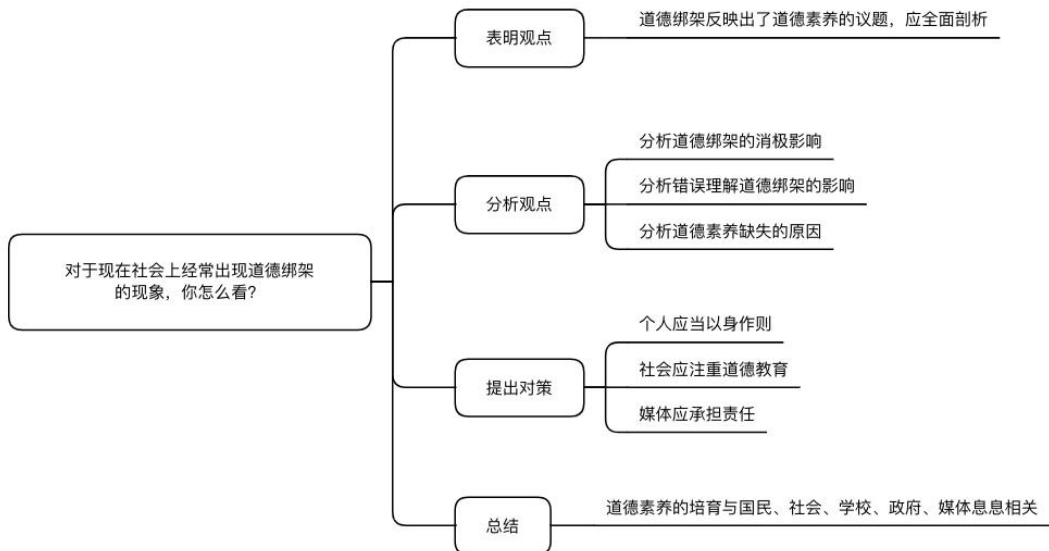 对于现在社会上经常出现道德绑架
的现象，你怎么看？
表明观点
道德绑架反映出了道德素养的议题，应全面剖析
分析观点
分析道德绑架的消极影响
分析错误理解道德绑架的影响
分析道德素养缺失的原因
提出对策
个人应当以身作则
社会应注重道德教育
媒体应承担责任
总结
道德素养的培育与国民、社会、学校、政府、媒体息息相关